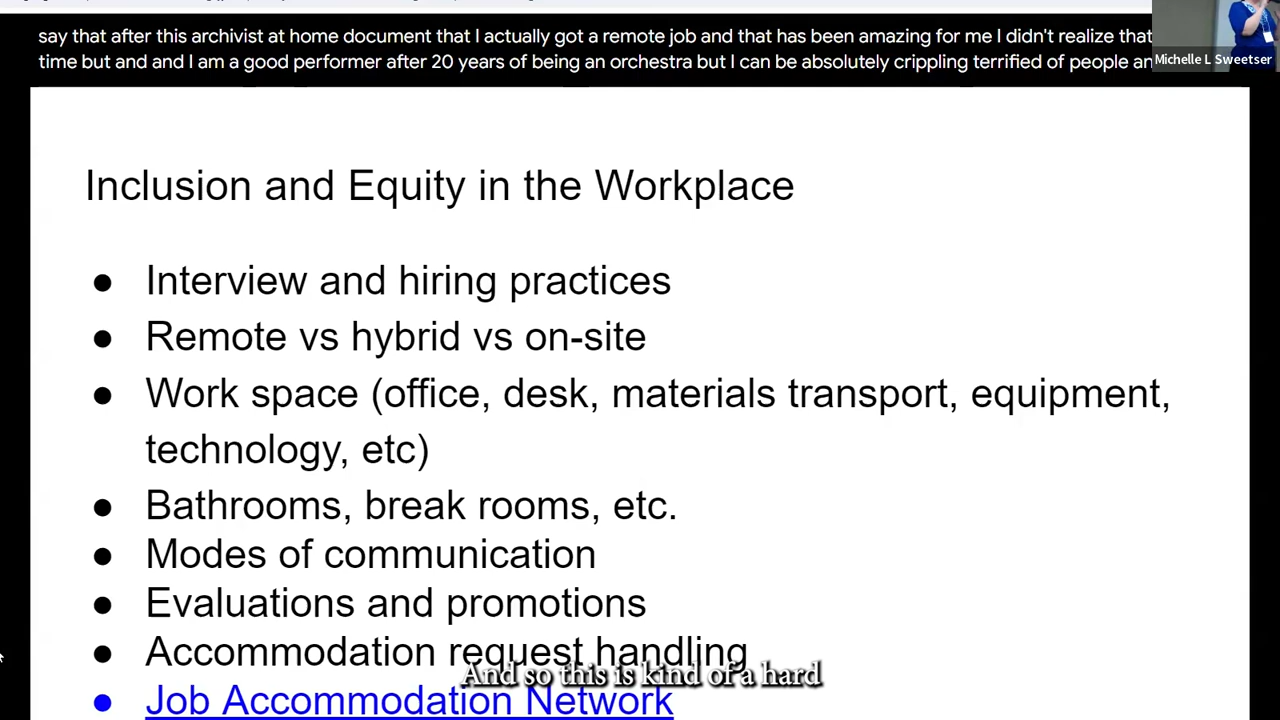 say that after this archivist at home document that I actually got a remote job and that has been amazing for me I didn't realize that
time but and and I am a good performer after 20 years of being an orchestra but I can be absolutely crippling terrified of people an
Michelle L Sweetser
Inclusion and Equity in the Workplace
● Interview and hiring practices
● Remote vs hybrid vs on-site
● Work space (office, desk, materials transport, equipment,
technology, etc)
● Bathrooms, break rooms, etc.
● Modes of communication
● Evaluations and promotions
● Accommodation request handling
And so this is kind of a hard
● Job Accommodation Network